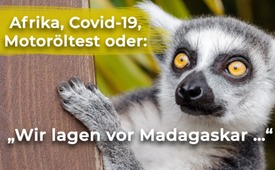 Afrika, Covid-19,
Motoröltest oder:
„Wir lagen vor Madagaskar ...“